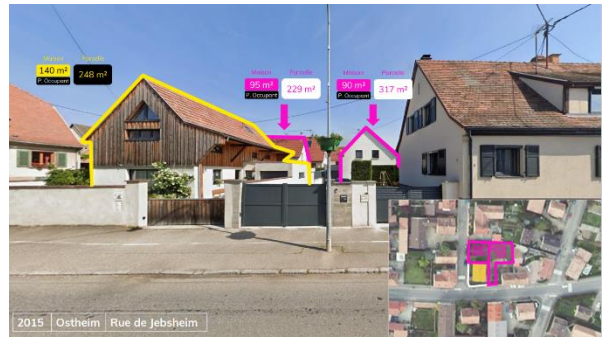 Maison Parcelle
140 m² 248 m²
P. Occupant
Maison Parcelle
95 m² 229 m²
P. Occupant
Maison Parcelle
90 m² 317 m²
P. Occupant
2015 Ostheim Rue de Jebsheim